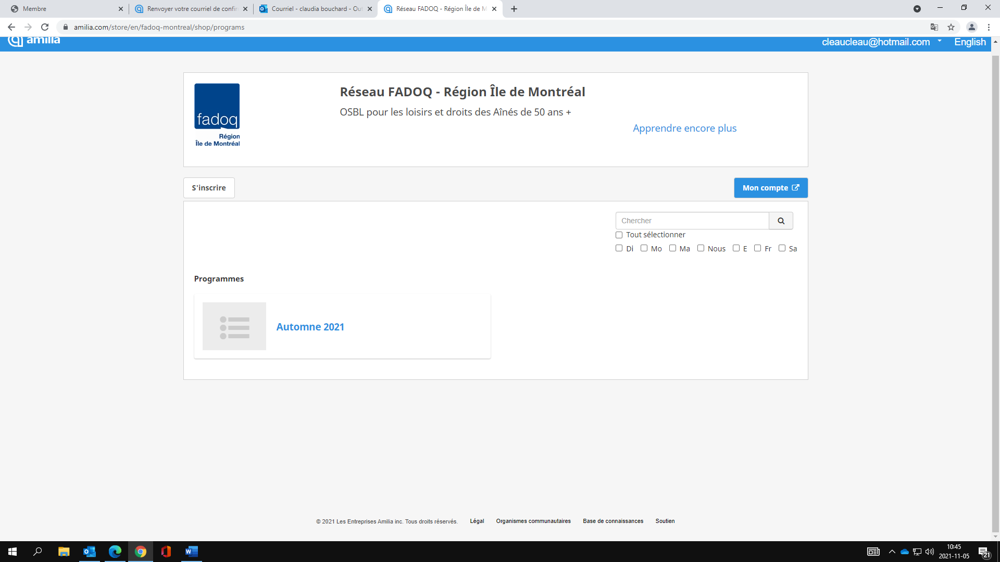 Membre
Renvoyer votre courriel de confir
Courriel - claudia bouchard - Out
Réseau FADOQ - Région Île de M
amilia.com/store/en/fadoq-montreal/shop/programs
amilia
cleaucleau@hotmail.com
English
fadoq
Région
Île de Montréal
Réseau FADOQ - Région Île de Montréal
OSBL pour les loisirs et droits des Aînés de 50 ans +
Apprendre encore plus
S'inscrire
Mon compte
Chercher
Tout sélectionner
Di Mo Ma Nous E Fr Sa
Programmes
Automne 2021
© 2021 Les Entreprises Amilia inc. Tous droits réservés. Légal Organismes communautaires Base de connaissances Soutien
10:45
2021-11-05
21